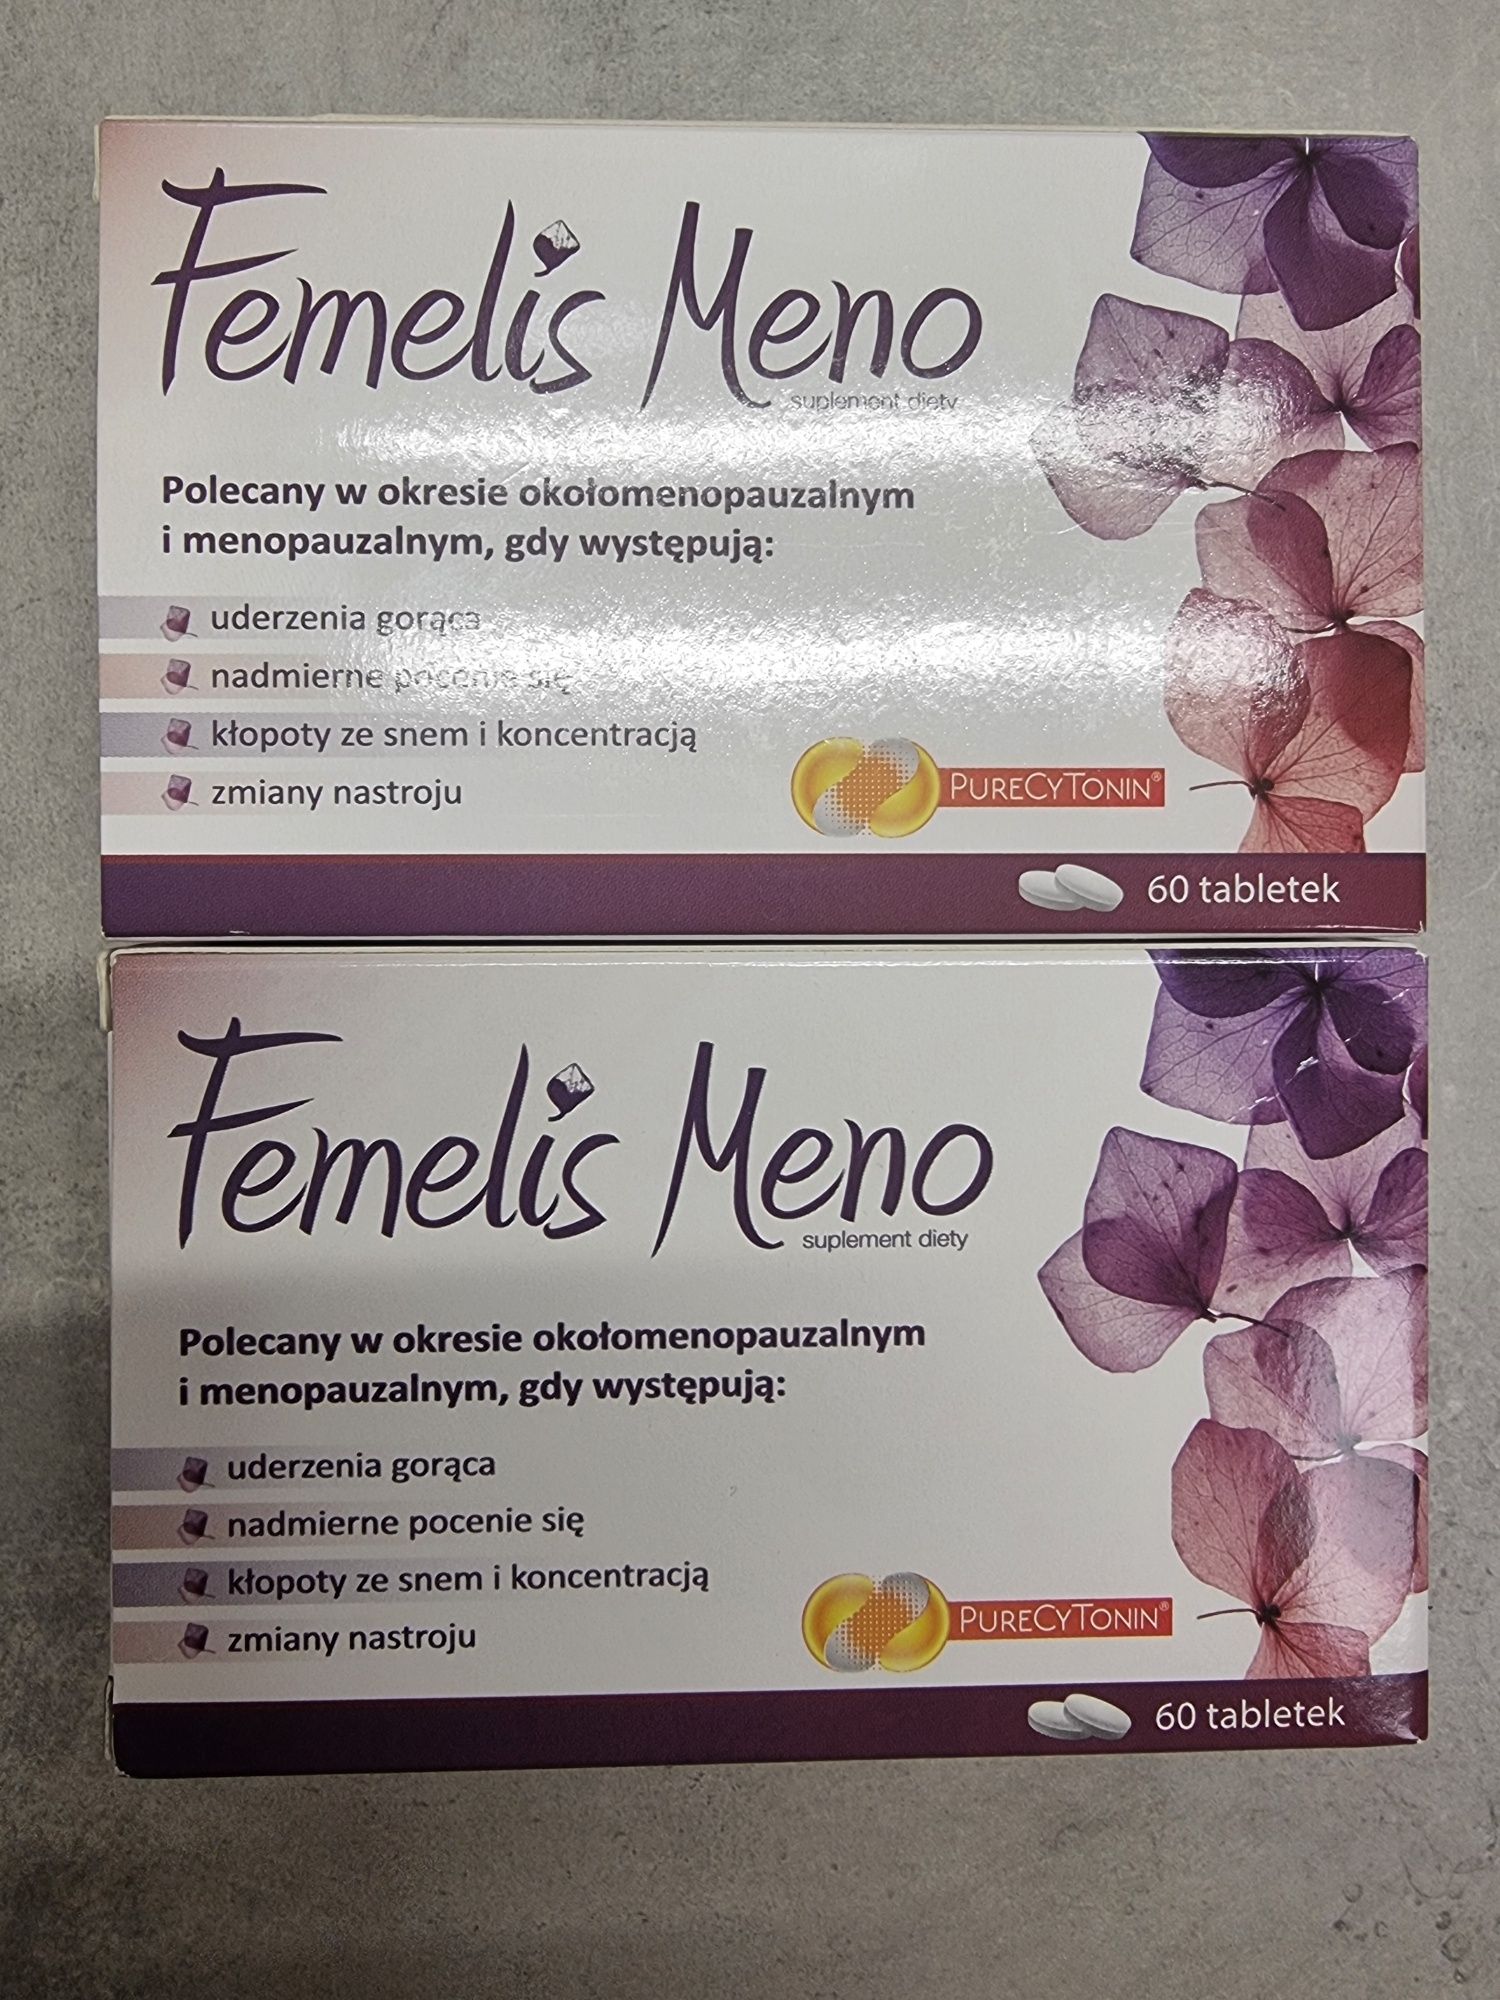 Femelis Meno
suplement diety
Polecany w okresie okołomenopauzalnym
i menopauzalnym, gdy występują:
uderzenia gorąca
nadmierne pocenie się
kłopoty ze snem i koncentracją
zmiany nastroju
PURECYTONIN®
60 tabletek
Femelis Meno
suplement diety
Polecany w okresie okołomenopauzalnym
i menopauzalnym, gdy występują:
uderzenia gorąca
nadmierne pocenie się
kłopoty ze snem i koncentracją
zmiany nastroju
PURECYTONIN®
60 tabletek